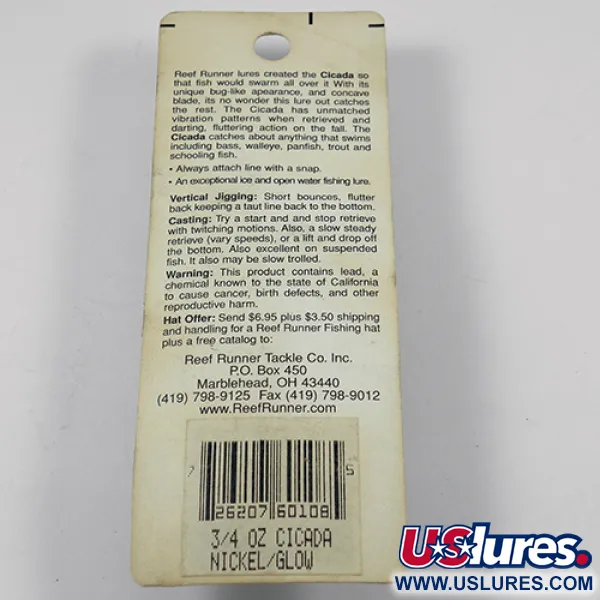 Reef Runner lures created the Cicada so
that fish would swarm all over it With its
unique bug-like apearance, and concave
blade, its no wonder this lure out catches
the rest. The Cicada has unmatched
vibration patterns when retrieved and
darting, fluttering action on the fall. The
Cicada catches about anything that swims
including bass, walleye, panfish, trout and
schooling fish.
• Always attach line with a snap.
• An exceptional ice and open water fishing lure.
Vertical Jigging: Short bounces, flutter
back keeping a taut line back to the bottom.
Casting: Try a start and and stop retrieve
with twitching motions. Also, a slow steady
retrieve (vary speeds), or a lift and drop off
the bottom. Also excellent on suspended
fish. It also may be slow trolled.
Warning: This product contains lead, a
chemical known to the state of California
to cause cancer, birth defects, and other
reproductive harm.
Hat Offer: Send $6.95 plus $3.50 shipping
and handling for a Reef Runner Fishing hat
plus a free catalog to:
Reef Runner Tackle Co. Inc.
P.O. Box 450
Marblehead, OH 43440
(419) 798-9125 Fax (419) 798-9012
www.ReefRunner.com
7 26207 60108 5
3/4 OZ CICADA
NICKEL/GLOW
USlures.
WWW.USLURES.COM